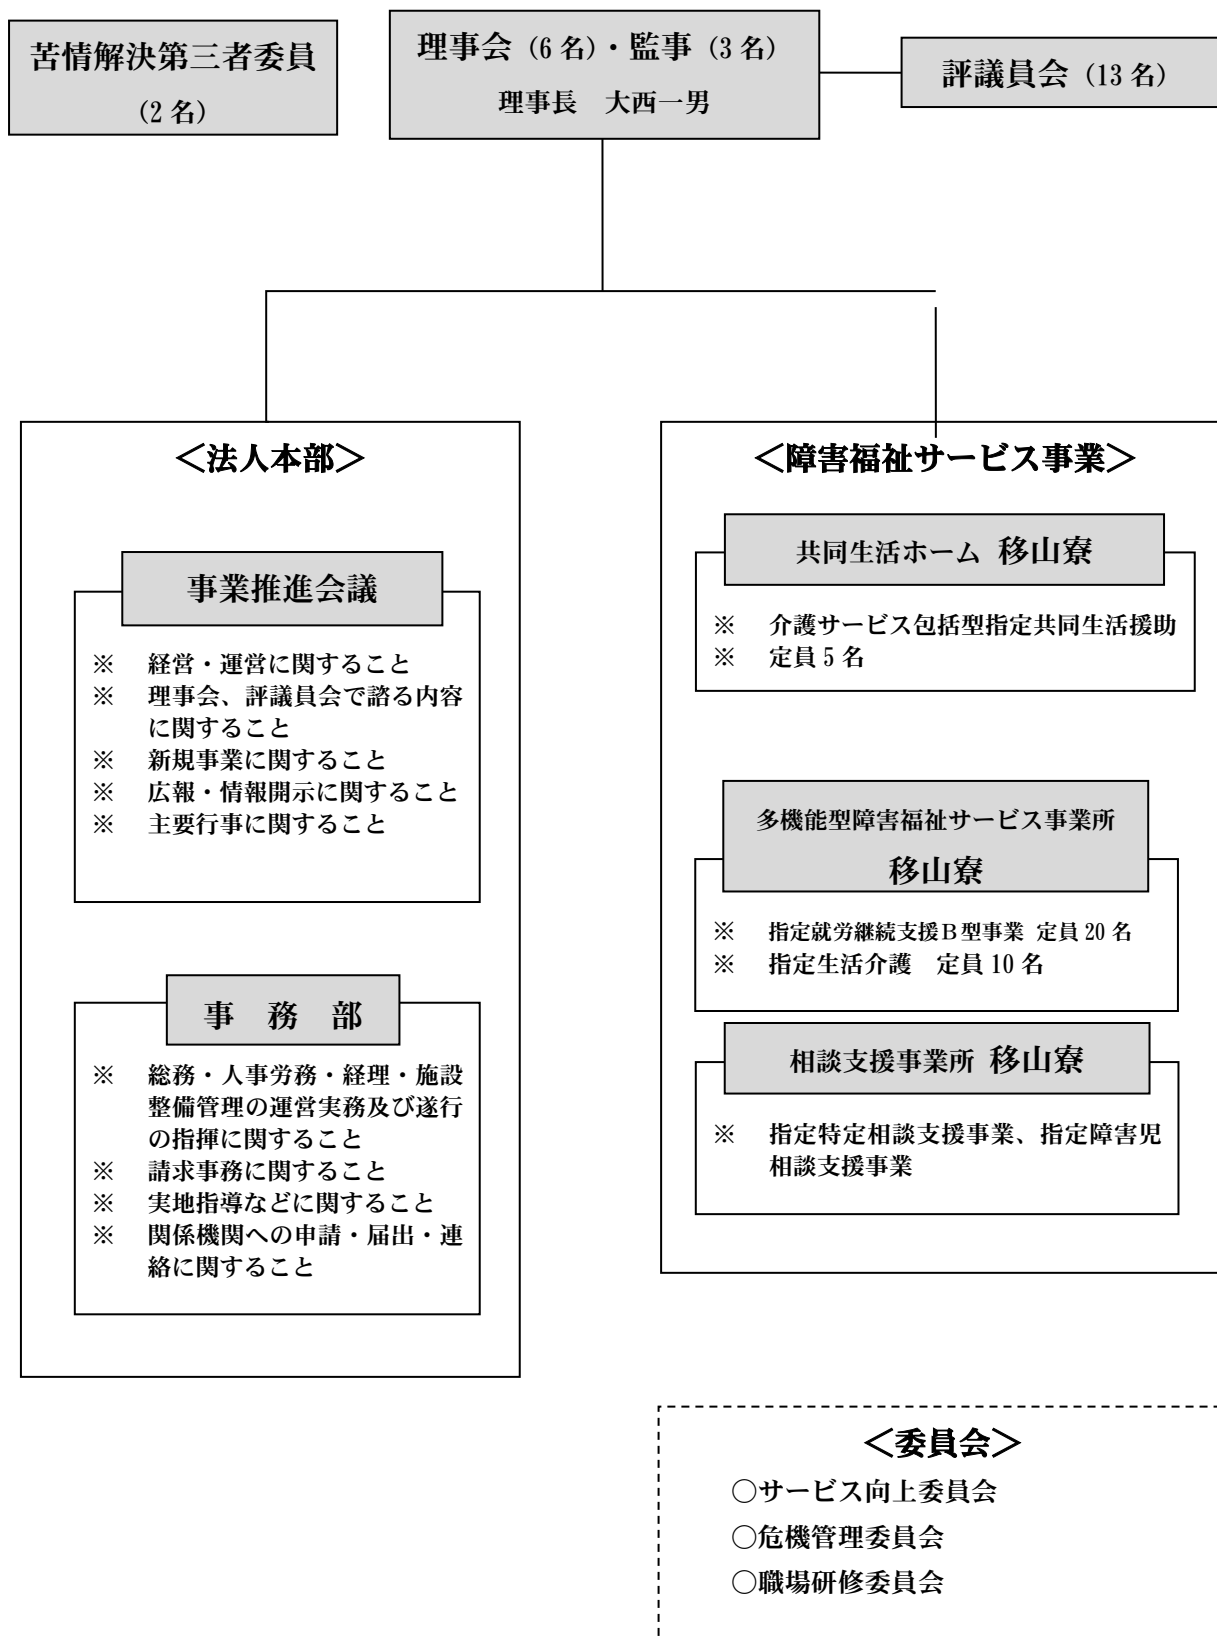 苦情解決第三者委員
（2 名）
理事会（6 名）・監事（3 名）
理事長　大西一男
評議員会（13 名）
＜法人本部＞
事業推進会議
※　経営・運営に関すること
※　理事会、評議員会で諮る内容
に関すること
※　新規事業に関すること
※　広報・情報開示に関すること
※　主要行事に関すること
事　務　部
※　総務・人事労務・経理・施設
整備管理の運営実務及び遂行
の指揮に関すること
※　請求事務に関すること
※　実地指導などに関すること
※　関係機関への申請・届出・連
絡に関すること
＜障害福祉サービス事業＞
共同生活ホーム 移山寮
※　介護サービス包括型指定共同生活援助
※　定員 5 名
多機能型障害福祉サービス事業所
移山寮
※　指定就労継続支援Ｂ型事業 定員 20 名
※　指定生活介護　定員 10 名
相談支援事業所 移山寮
※　指定特定相談支援事業、指定障害児
相談支援事業
＜委員会＞
○サービス向上委員会
○危機管理委員会
○職場研修委員会